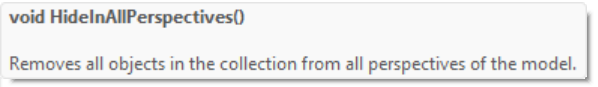 void HideInAllPerspectives()
Removes all objects in the collection from all perspectives of the model.